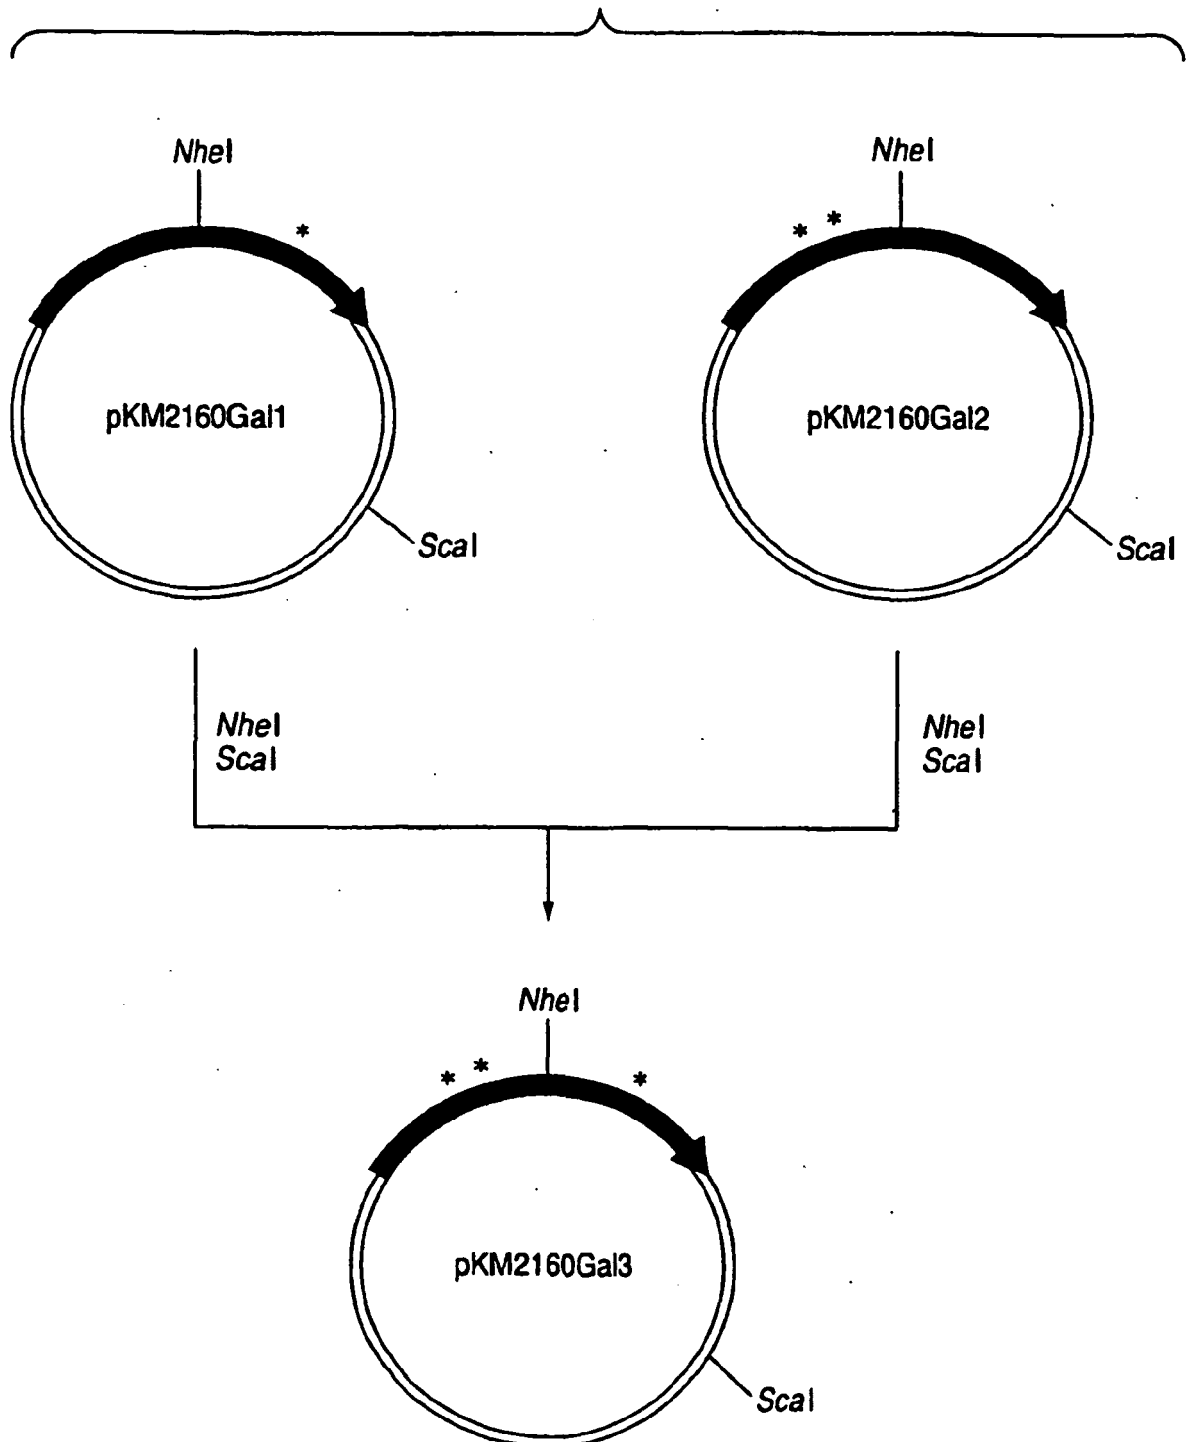 NheI
NheI
*
* *
pKM2160Gal1
pKM2160Gal2
ScaI
ScaI
NheI
ScaI
NheI
ScaI
NheI
* * *
pKM2160Gal3
ScaI